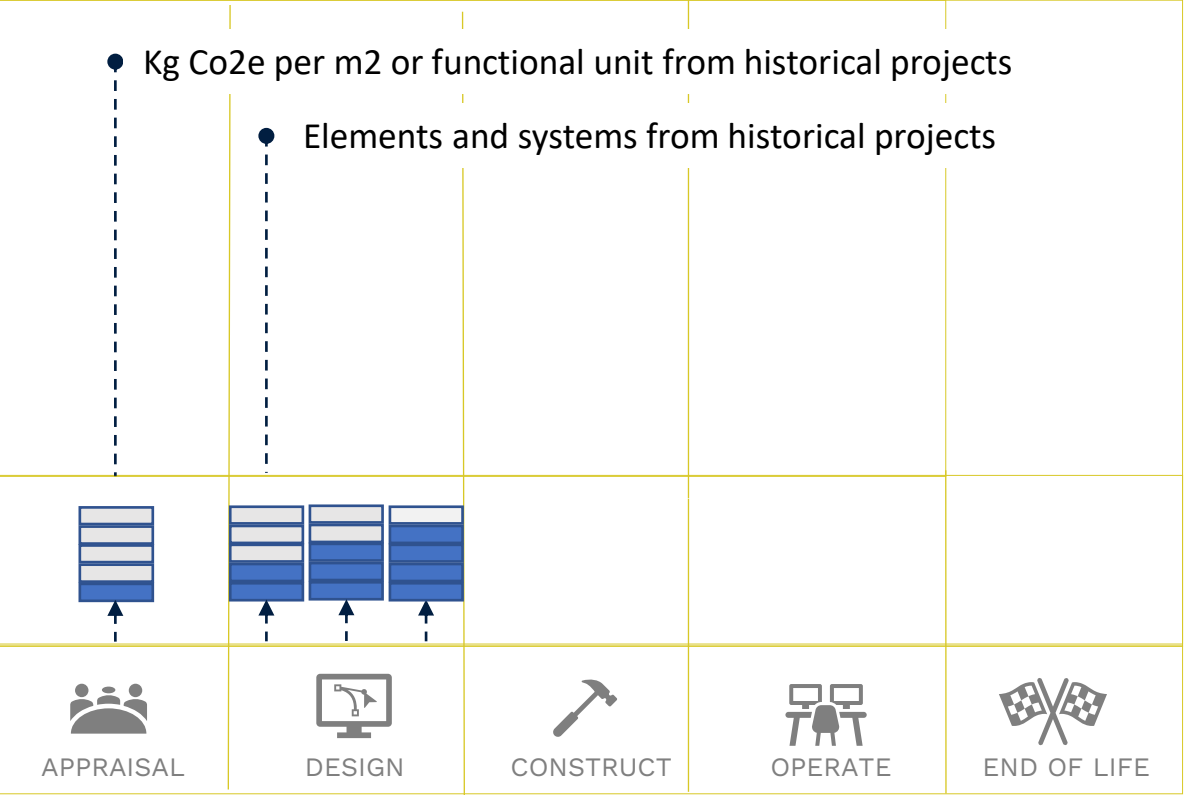 Kg Co2e per m2 or functional unit from historical projects
Elements and systems from historical projects
APPRAISAL
DESIGN
CONSTRUCT
OPERATE
END OF LIFE